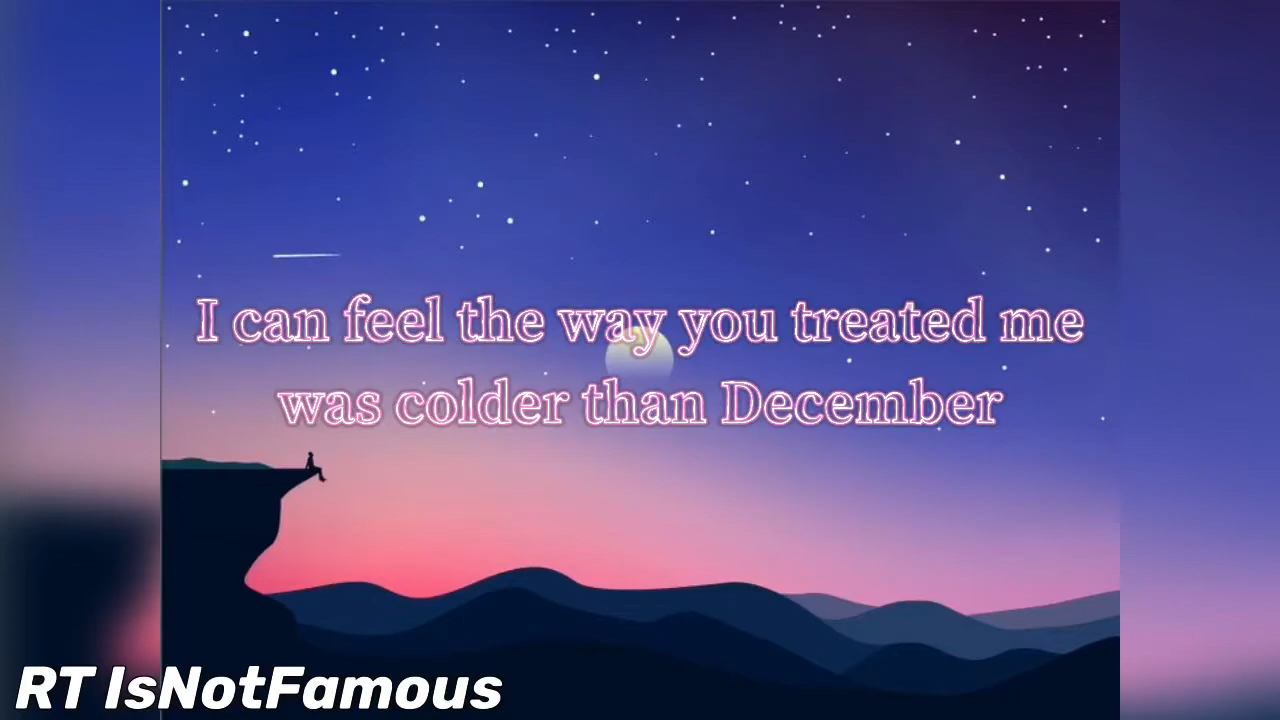 I can feel the way you treated me
was colder than December
RT IsNotFamous